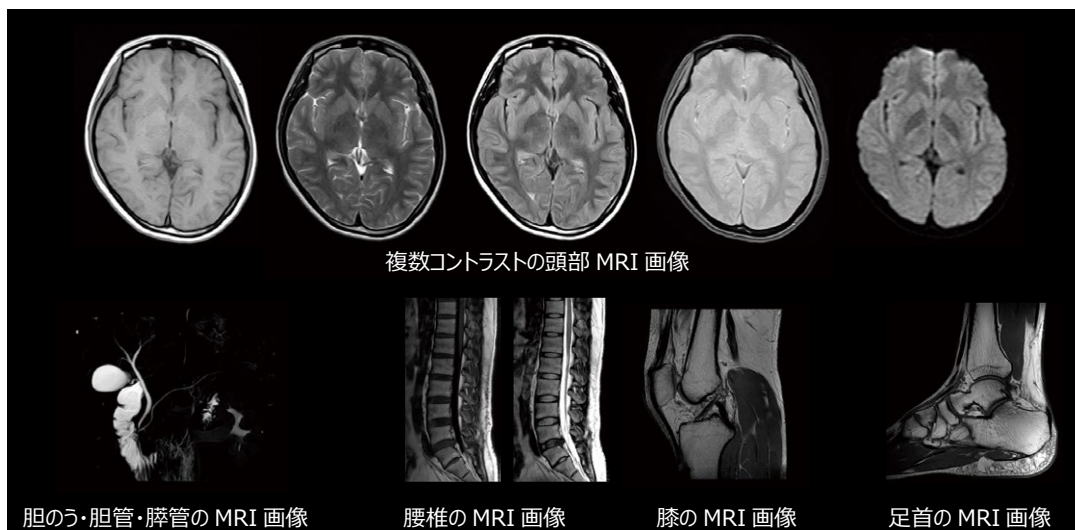 複数コントラストの頭部 MRI 画像
胆のう・胆管・膵管の MRI 画像
腰椎の MRI 画像
膝の MRI 画像
足首の MRI 画像